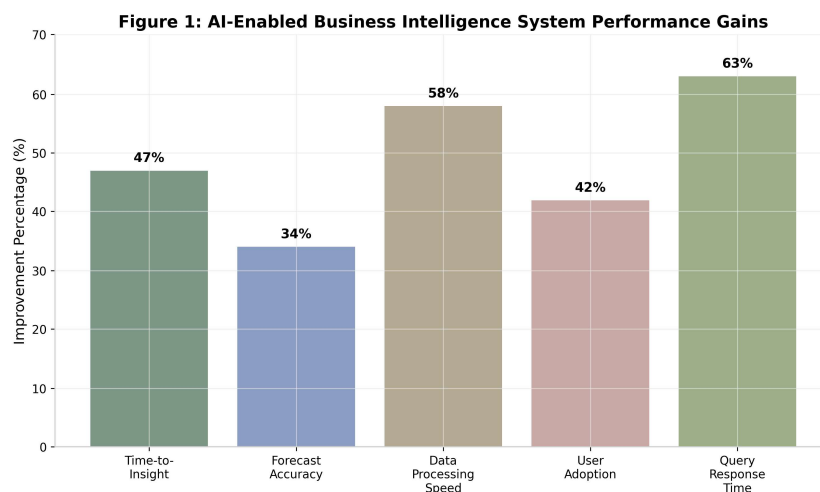 Figure 1: AI-Enabled Business Intelligence System Performance Gains
70
60
50
40
30
20
10
0
Improvement Percentage (%)
47%
34%
58%
42%
63%
Time-to-
Insight
Forecast
Accuracy
Data
Processing
Speed
User
Adoption
Query
Response
Time